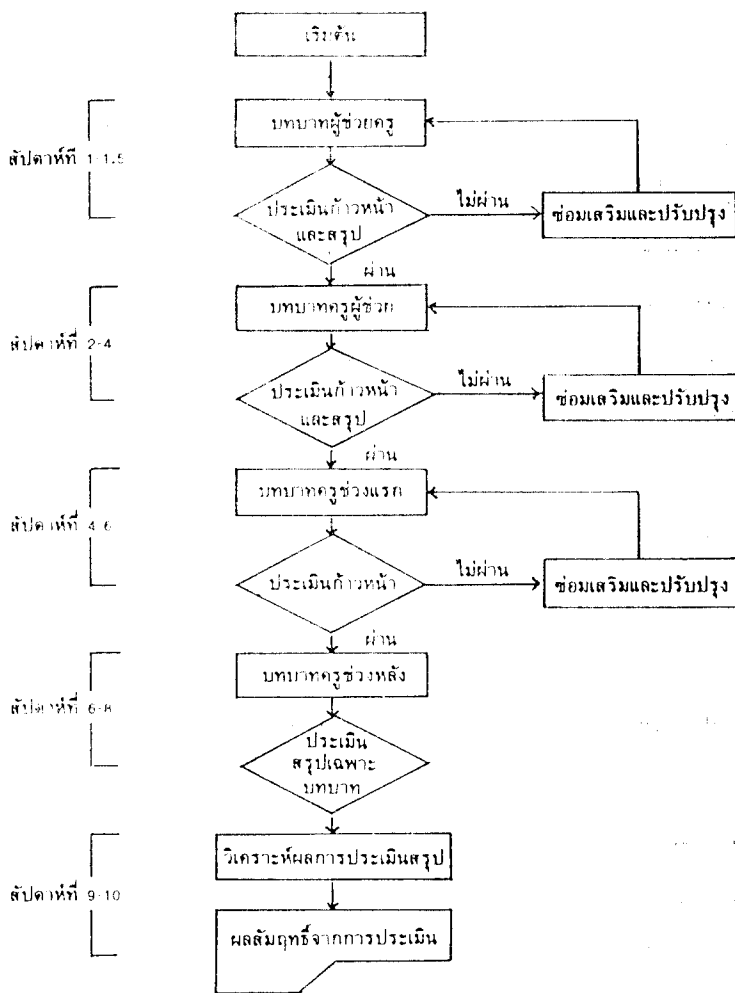 เริ่มต้น
บทบาทผู้ช่วยครู
สัปดาห์ที่ 1-1.5
ประเมินก้าวหน้า
และสรุป
ไม่ผ่าน
ซ่อมเสริมและปรับปรุง
ผ่าน
บทบาทครูผู้ช่วย
สัปดาห์ที่ 2-4
ประเมินก้าวหน้า
และสรุป
ไม่ผ่าน
ซ่อมเสริมและปรับปรุง
ผ่าน
บทบาทครูช่วงแรก
สัปดาห์ที่ 4-6
ประเมินก้าวหน้า
ไม่ผ่าน
ซ่อมเสริมและปรับปรุง
ผ่าน
บทบาทครูช่วงหลัง
สัปดาห์ที่ 6-8
ประเมิน
สรุปเฉพาะ
บทบาท
วิเคราะห์ผลการประเมินสรุป
สัปดาห์ที่ 9-10
ผลสัมฤทธิ์จากการประเมิน